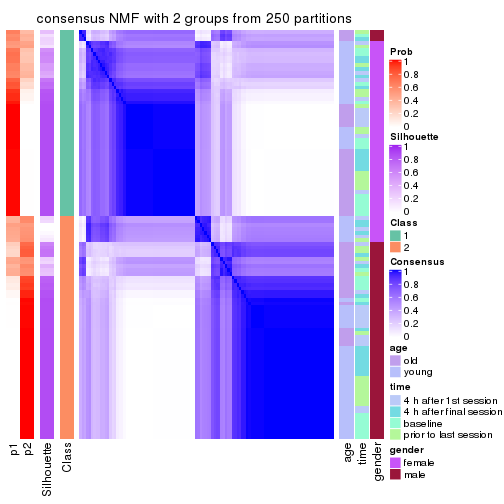 consensus NMF with 2 groups from 250 partitions
Prob
1
0.8
0.6
0.4
0.2
0
Silhouette
1
0.8
0.6
0.4
0.2
0
Class
1
2
Consensus
1
0.8
0.6
0.4
0.2
0
age
old
young
time
4 h after 1st session
4 h after final session
baseline
prior to last session
gender
female
male
p1
p2
Silhouette
Class
age
time
gender